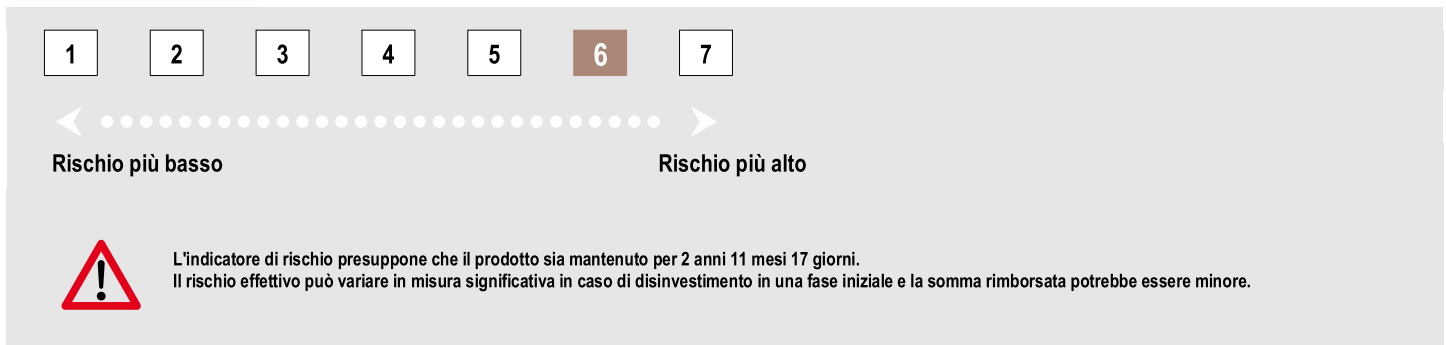 1 2 3 4 5 6 7
Rischio più basso Rischio più alto
L'indicatore di rischio presuppone che il prodotto sia mantenuto per 2 anni 11 mesi 17 giorni.
Il rischio effettivo può variare in misura significativa in caso di disinvestimento in una fase iniziale e la somma rimborsata potrebbe essere minore.